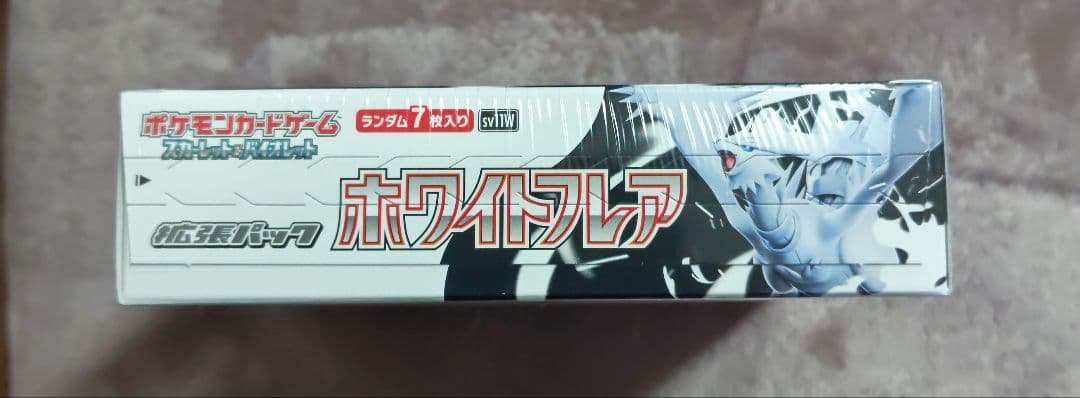 ポケモンカードゲーム
スカーレット&バイオレット
ランダム7枚入り
sv11W
拡張パック
ホワイトフレア